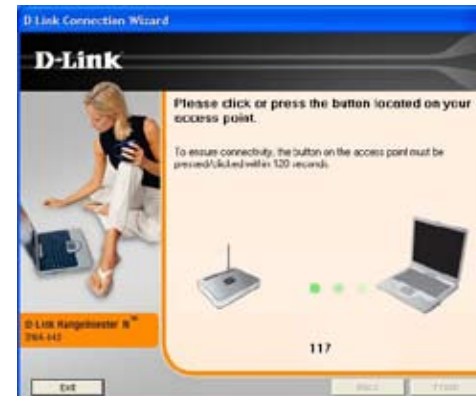 D-Link Connection Wizard
D-Link
Please click or press the button located on your
access point.
To ensure connectivity, the button on the access point must be
pressed/clicked within 120 seconds.
D-Link RangeBooster N™
117
Exit
Back